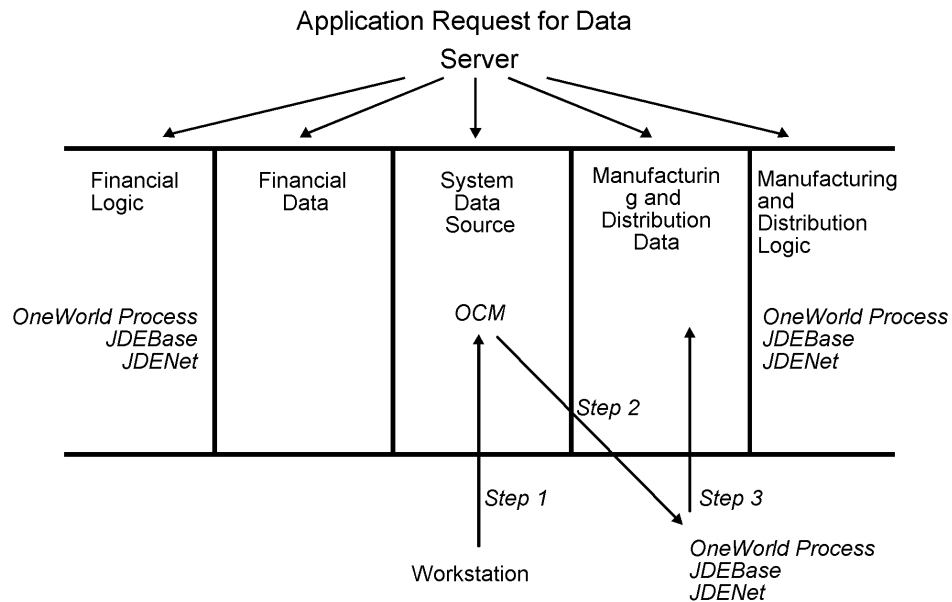 Application Request for Data
Server
Financial
Logic
Financial
Data
System
Data
Source
Manufacturin
g and
Distribution
Data
Manufacturing
and
Distribution
Logic
OneWorld Process
JDEBase
JDENet
OCM
OneWorld Process
JDEBase
JDENet
Step 2
Step 1
Step 3
Workstation
OneWorld Process
JDEBase
JDENet